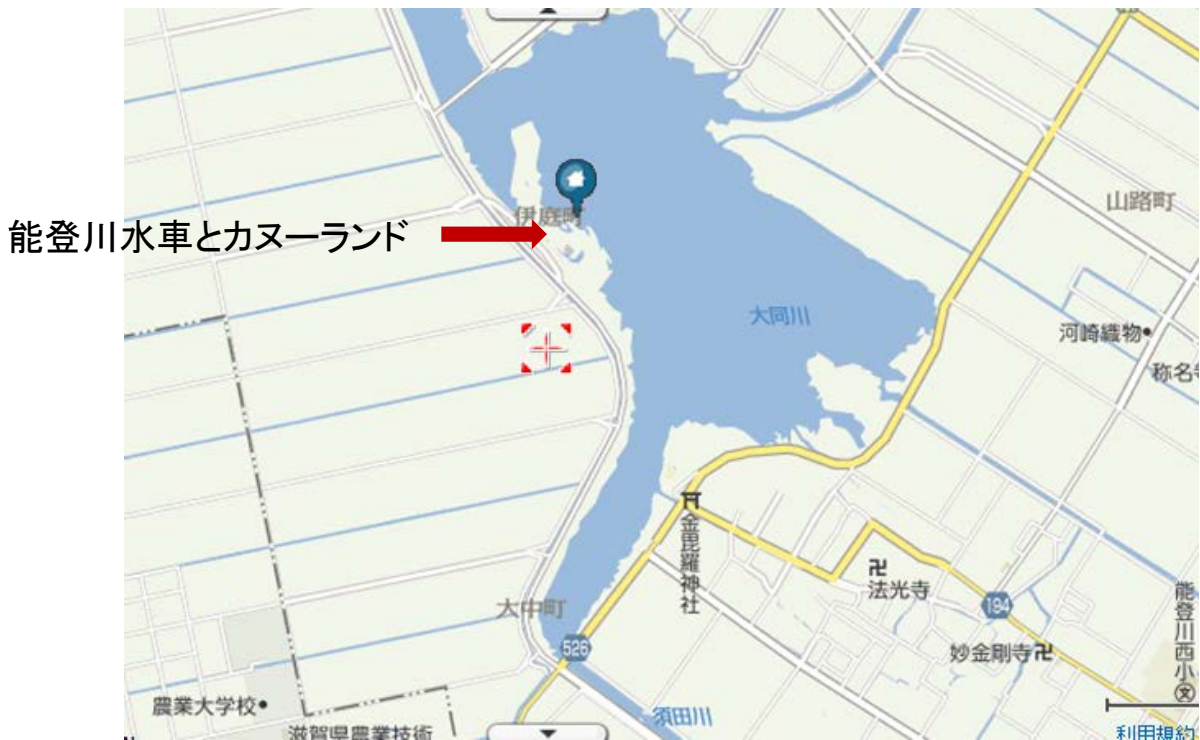 山路町
伊庭町
能登川水車とカヌーランド
大同川
河崎織物
称名寺
金毘羅神社
法光寺
大中町
194
能登川西小
文
526
妙金剛寺
農業大学校
須田川
滋賀県農業技術
利用規約